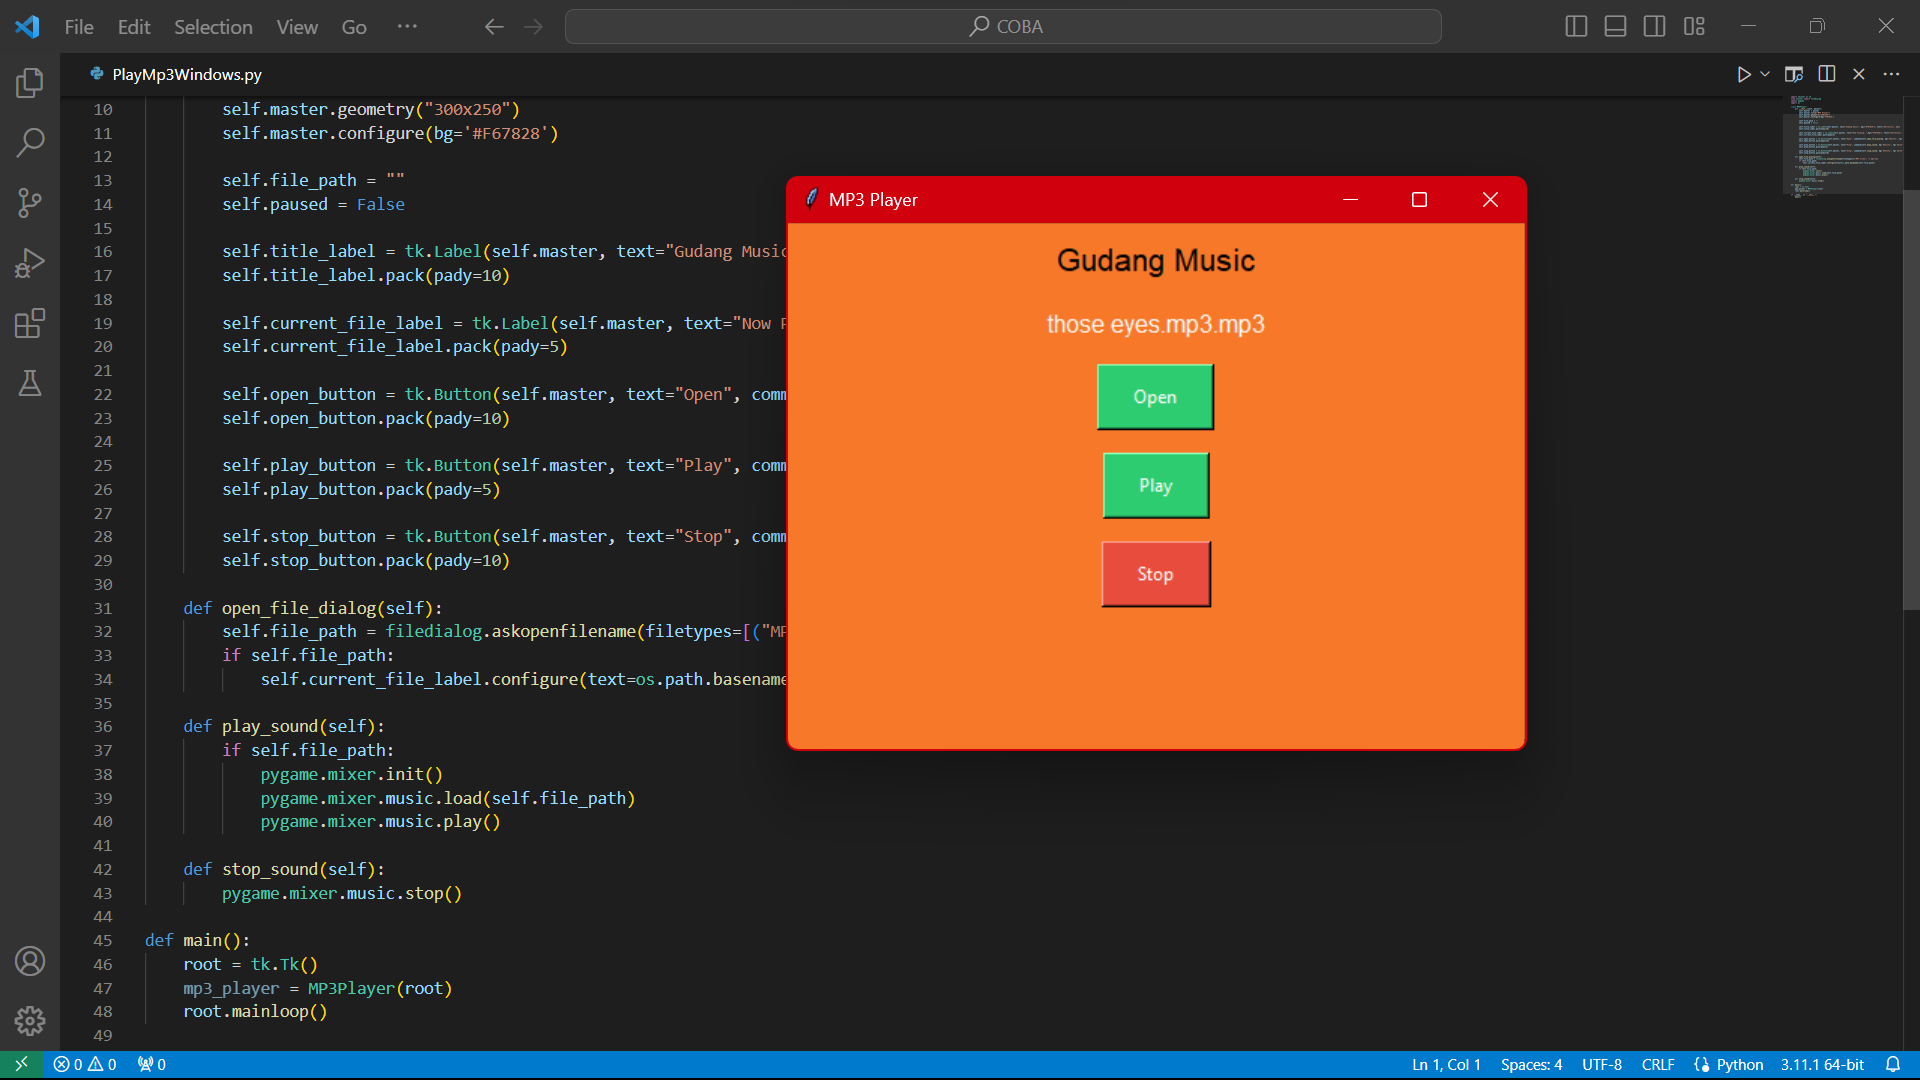 File Edit Selection View Go ··· COBA
PlayMp3Windows.py
10 self.master.geometry("300x250")
11 self.master.configure(bg='#F67828')
12
13 self.file_path = ""
14 self.paused = False
15
16 self.title_label = tk.Label(self.master, text="Gudang Music
17 self.title_label.pack(pady=10)
18
19 self.current_file_label = tk.Label(self.master, text="Now
20 self.current_file_label.pack(pady=5)
21
22 self.open_button = tk.Button(self.master, text="Open", comm
23 self.open_button.pack(pady=10)
24
25 self.play_button = tk.Button(self.master, text="Play", comm
26 self.play_button.pack(pady=5)
27
28 self.stop_button = tk.Button(self.master, text="Stop", comm
29 self.stop_button.pack(pady=10)
30
31 def open_file_dialog(self):
32 self.file_path = filedialog.askopenfilename(filetypes=[("MP
33 if self.file_path:
34 self.current_file_label.configure(text=os.path.basename
35
36 def play_sound(self):
37 if self.file_path:
38 pygame.mixer.init()
39 pygame.mixer.music.load(self.file_path)
40 pygame.mixer.music.play()
41
42 def stop_sound(self):
43 pygame.mixer.music.stop()
44
45 def main():
46 root = tk.Tk()
47 mp3_player = MP3Player(root)
48 root.mainloop()
49
MP3 Player
Gudang Music
those eyes.mp3.mp3
Open
Play
Stop
0 0 0 Ln 1, Col 1 Spaces: 4 UTF-8 CRLF Python 3.11.1 64-bit